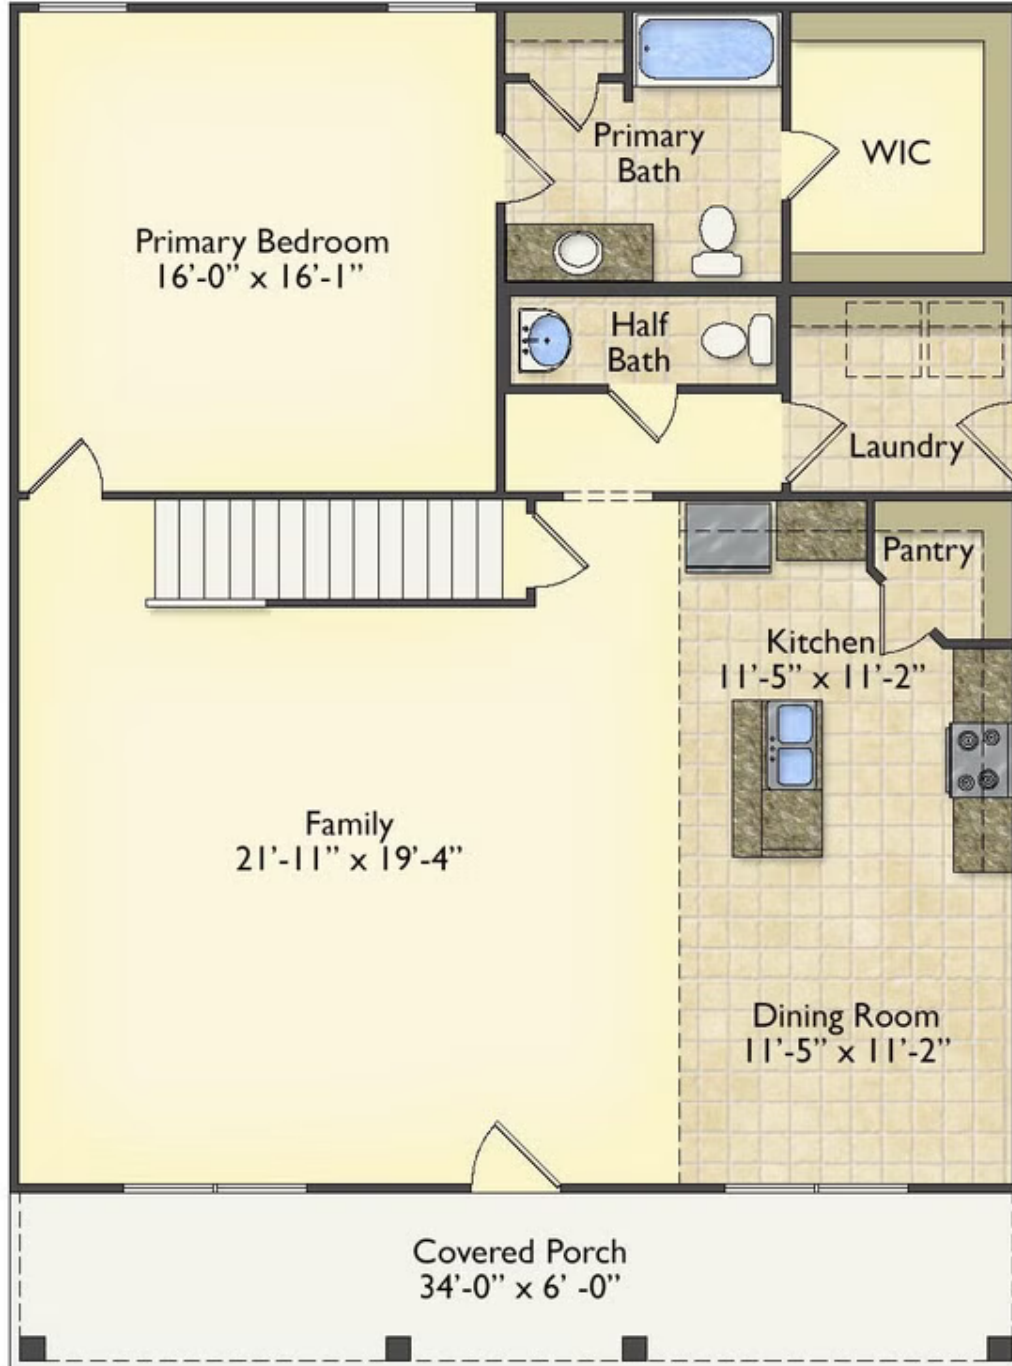 Primary
Bath
WIC
Primary Bedroom
16'-0” x 16'-1”
Half
Bath
Laundry
Pantry
Kitchen
11'-5” x 11'-2”
Family
21'-11” x 19'-4”
Dining Room
11'-5” x 11'-2”
Covered Porch
34'-0” x 6' -0”